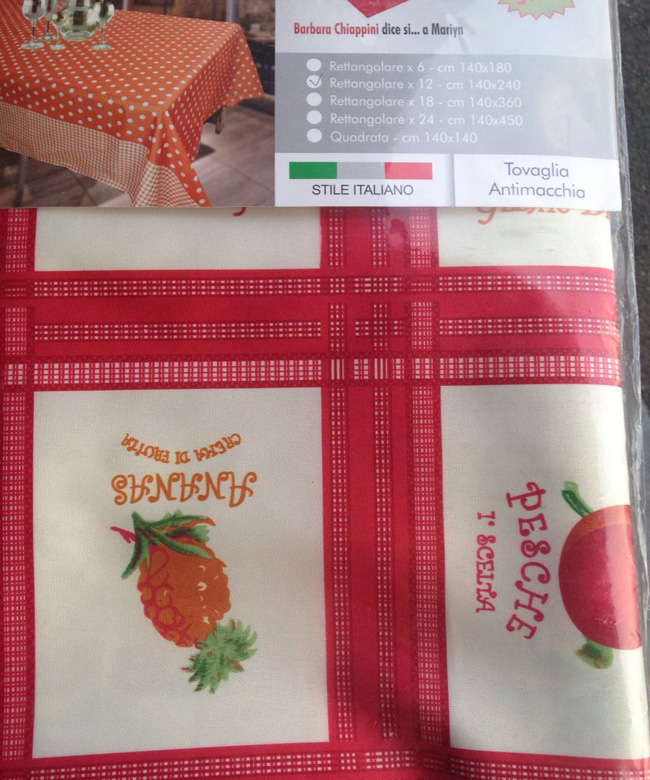 Barbara Chiappini dice si... a Mariyn
Rettangolare x 6 - cm 140x180
Rettangolare x 12 - cm 140x240
Rettangolare x 18 - cm 140x360
Rettangolare x 24 - cm 140x450
Quadrata - cm 140x140
STILE ITALIANO
Tovaglia
Antimacchia
ANANAS
CREMA DI FRUTTA
PESCHE
1ª SCELTA